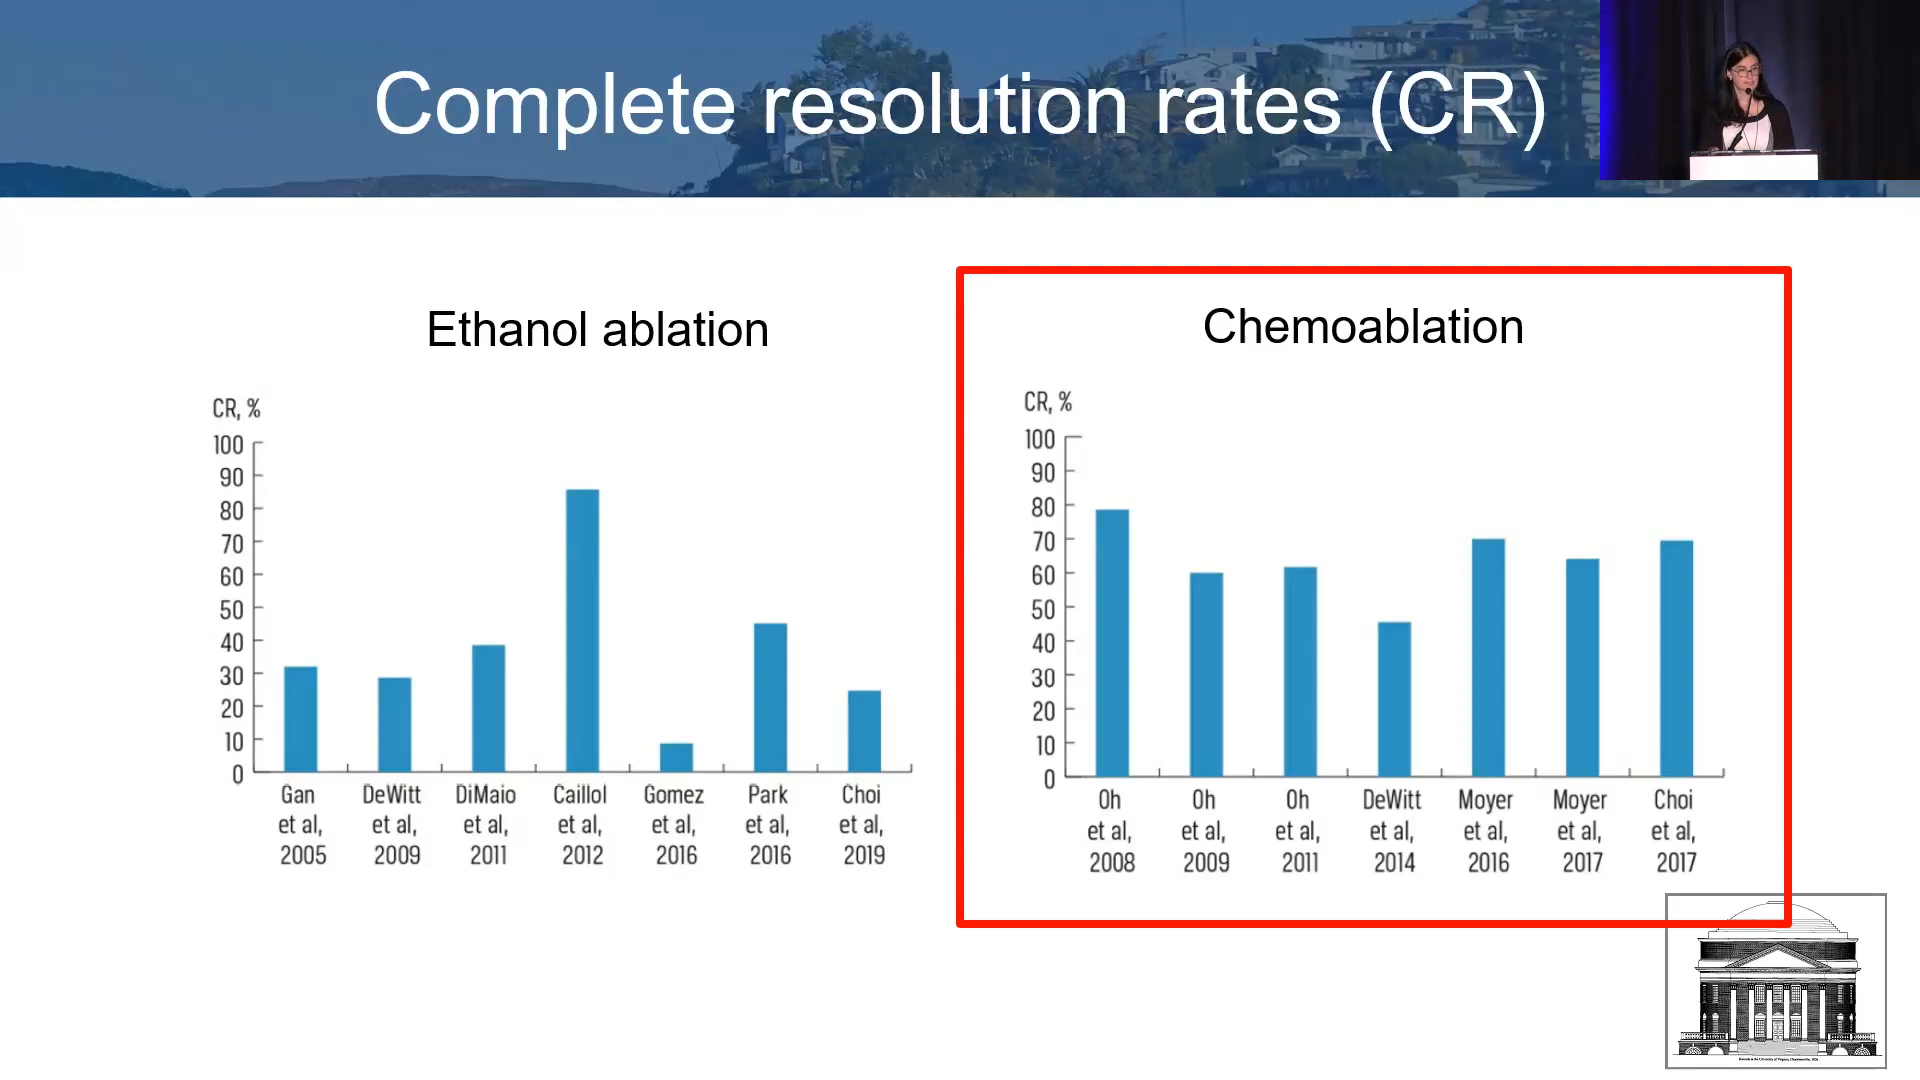 Complete resolution rates (CR)
Ethanol ablation
CR, %
100
90
80
70
60
50
40
30
20
10
0
Gan et al, 2005
DeWitt et al, 2009
DiMaio et al, 2011
Caillol et al, 2012
Gomez et al, 2016
Park et al, 2016
Choi et al, 2019
Chemoablation
CR, %
100
90
80
70
60
50
40
30
20
10
0
Oh et al, 2008
Oh et al, 2009
Oh et al, 2011
DeWitt et al, 2014
Moyer et al, 2016
Moyer et al, 2017
Choi et al, 2017